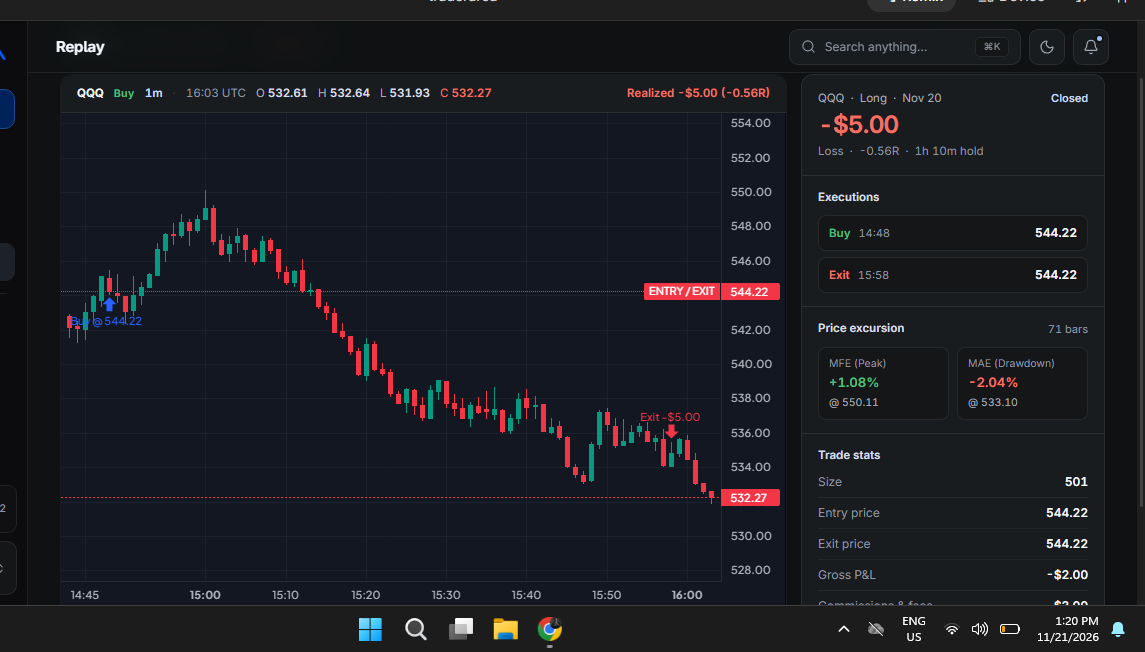 Replay
Search anything... ⌘K
QQQ Buy 1m · 16:03 UTC O 532.61 H 532.64 L 531.93 C 532.27 Realized -$5.00 (-0.56R)
554.00
552.00
550.00
548.00
546.00
ENTRY/EXIT 544.22
Buy @ 544.22
542.00
540.00
538.00
Exit -$5.00
536.00
534.00
532.27
530.00
528.00
14:45 15:00 15:10 15:20 15:30 15:40 15:50 16:00
QQQ · Long · Nov 20 Closed
-$5.00
Loss · -0.56R · 1h 10m hold
Executions
Buy 14:48 544.22
Exit 15:58 544.22
Price excursion 71 bars
MFE (Peak)
+1.08%
@ 550.11
MAE (Drawdown)
-2.04%
@ 533.10
Trade stats
Size 501
Entry price 544.22
Exit price 544.22
Gross P&L -$2.00
Commissions & fees
ENG
US
1:20 PM
11/21/2026